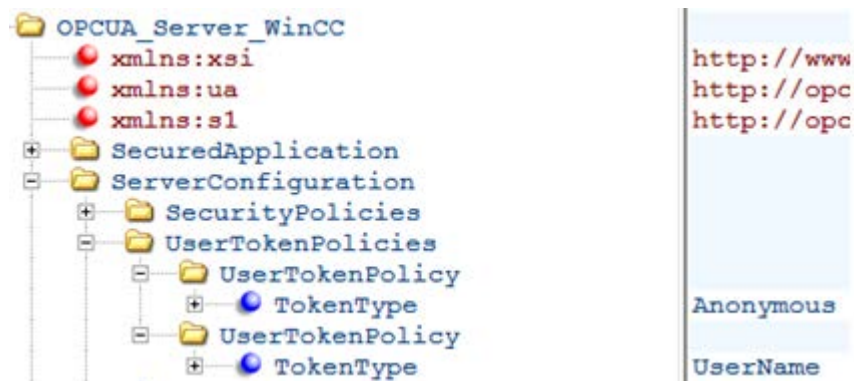 OPCUA_Server_WinCC
xmlns:xsi http://www
xmlns:ua http://opc
xmlns:s1 http://opc
SecuredApplication
ServerConfiguration
SecurityPolicies
UserTokenPolicies
UserTokenPolicy
TokenType Anonymous
UserTokenPolicy
TokenType UserName